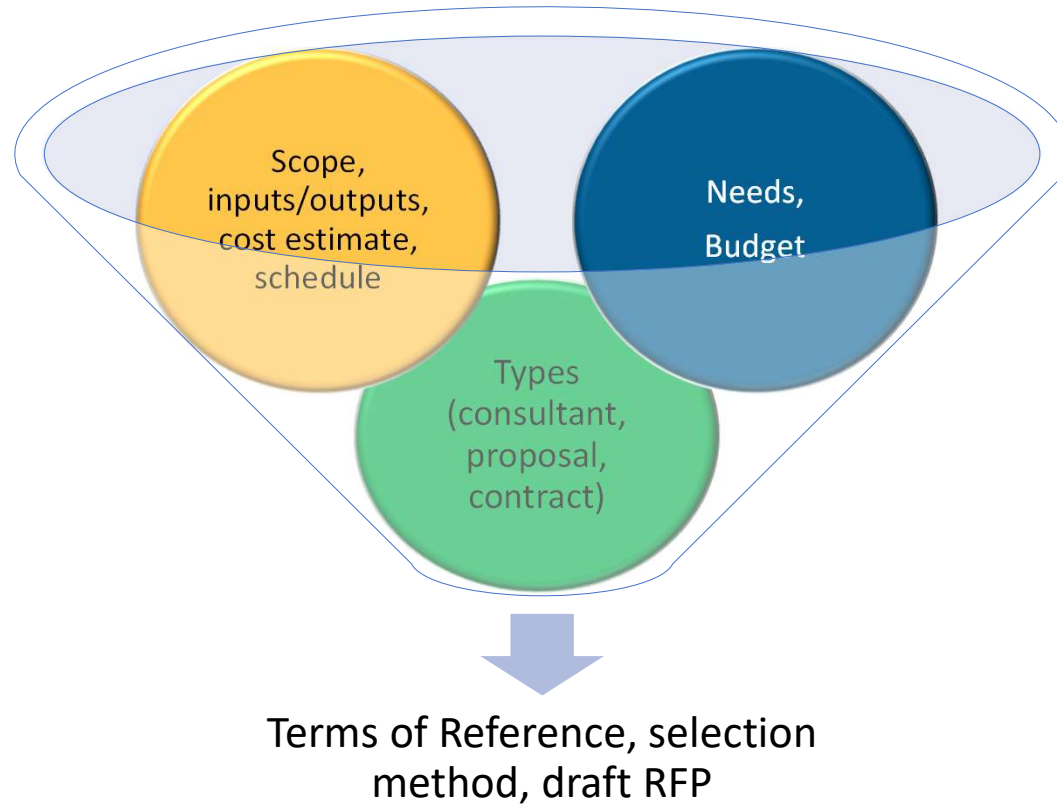 Scope,
inputs/outputs,
cost estimate,
schedule
Needs,
Budget
Types
(consultant,
proposal,
contract)
Terms of Reference, selection
method, draft RFP